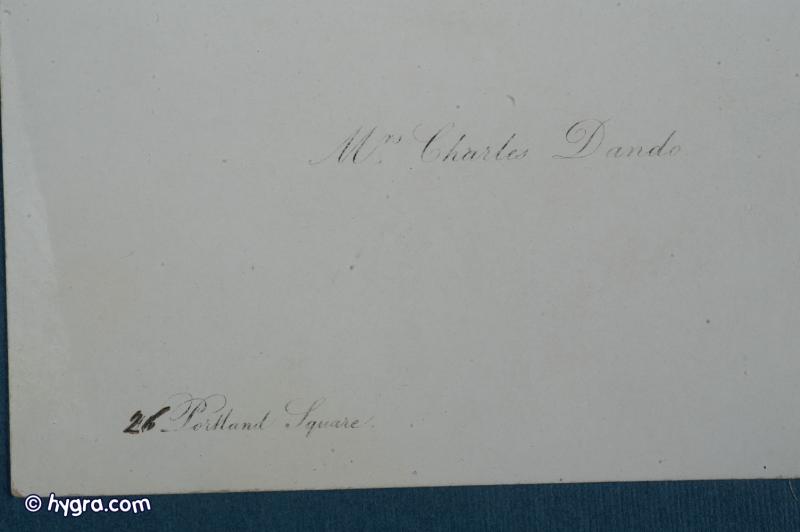 Mrs. Charles Dando
26 Portland Square.
© hygra.com